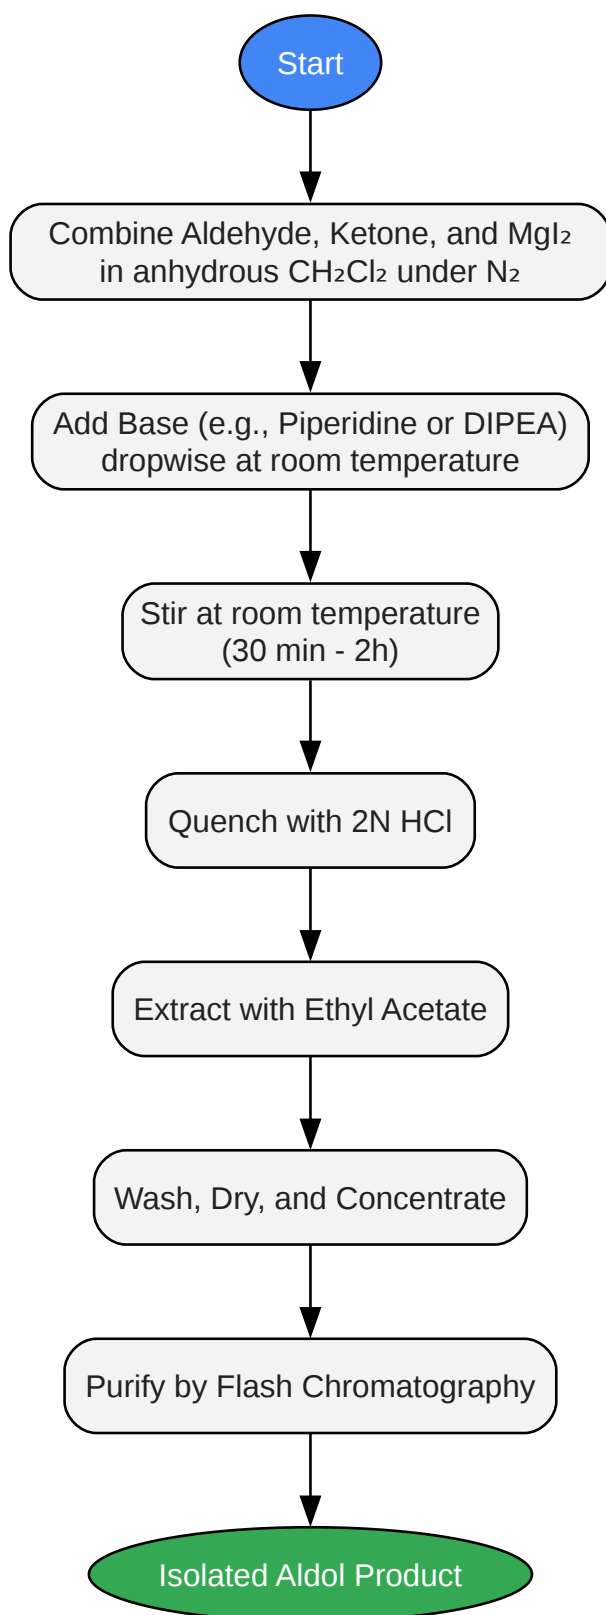 Start
Combine Aldehyde, Ketone, and MgI₂
in anhydrous CH₂Cl₂ under N₂
Add Base (e.g., Piperidine or DIPEA)
dropwise at room temperature
Stir at room temperature
(30 min - 2h)
Quench with 2N HCl
Extract with Ethyl Acetate
Wash, Dry, and Concentrate
Purify by Flash Chromatography
Isolated Aldol Product